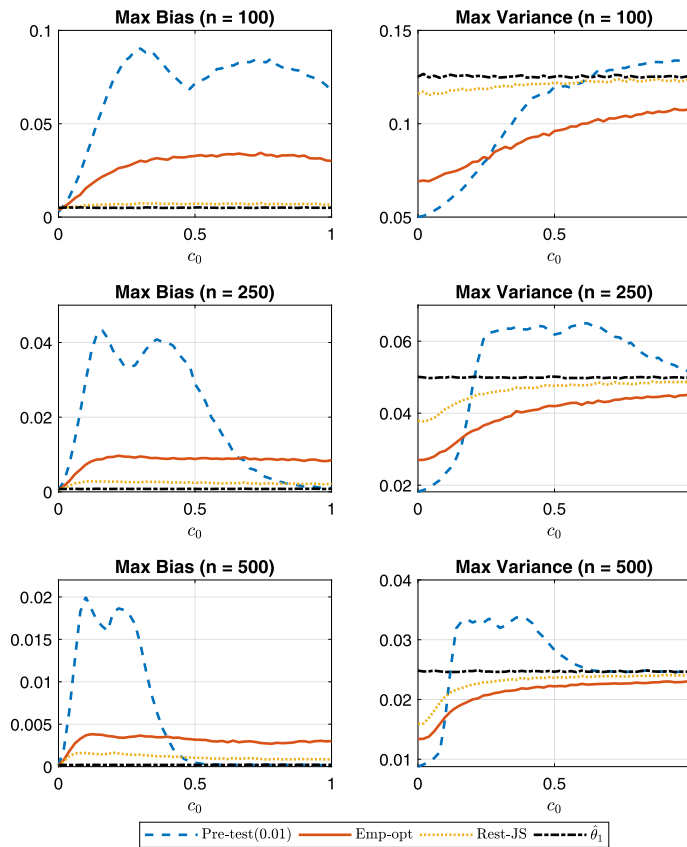 Max Bias (n = 100)
Max Variance (n = 100)
0.1
0.05
0
0.15
0.1
0.05
0
0.5
1
0
0.5
c₀
c₀
Max Bias (n = 250)
Max Variance (n = 250)
0.04
0.02
0
0.06
0.04
0.02
0
0.5
1
0
0.5
c₀
c₀
Max Bias (n = 500)
Max Variance (n = 500)
0.02
0.015
0.01
0.005
0
0.04
0.03
0.02
0.01
0
0.5
1
0
0.5
c₀
c₀
Pre-test(0.01) Emp-opt Rest-JS θ̂₁